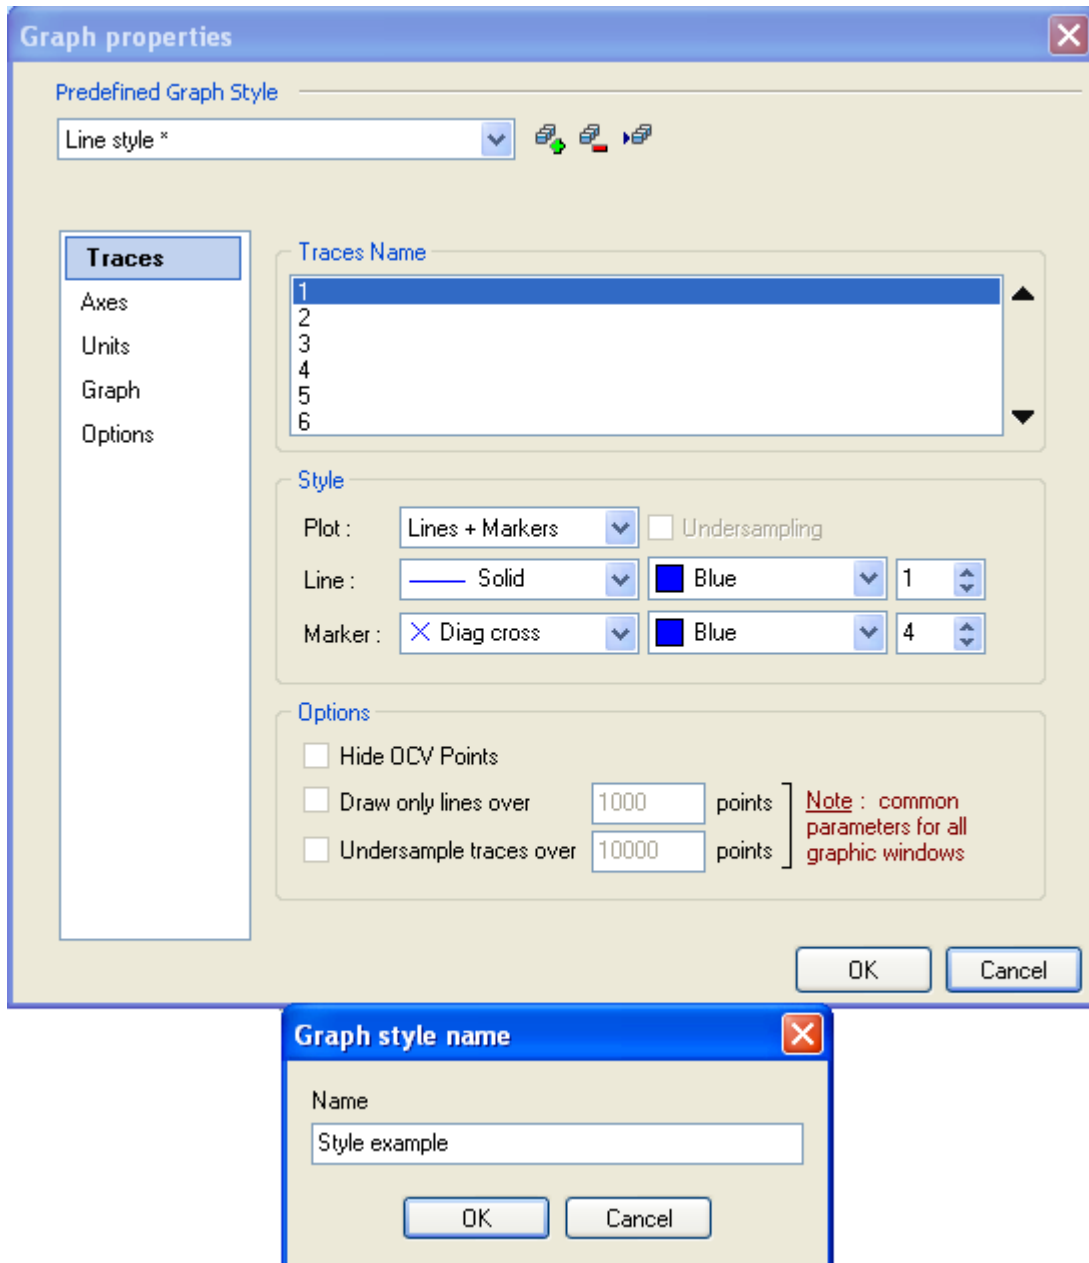 Graph properties
Predefined Graph Style
Line style *
Traces
Axes
Units
Graph
Options
Traces Name
1
2
3
4
5
6
Style
Plot : Lines + Markers Undersampling
Line : Solid Blue 1
Marker : Diag cross Blue 4
Options
Hide OCV Points
Draw only lines over 1000 points
Undersample traces over 10000 points
Note : common
parameters for all
graphic windows
OK Cancel
Graph style name
Name
Style example
OK Cancel